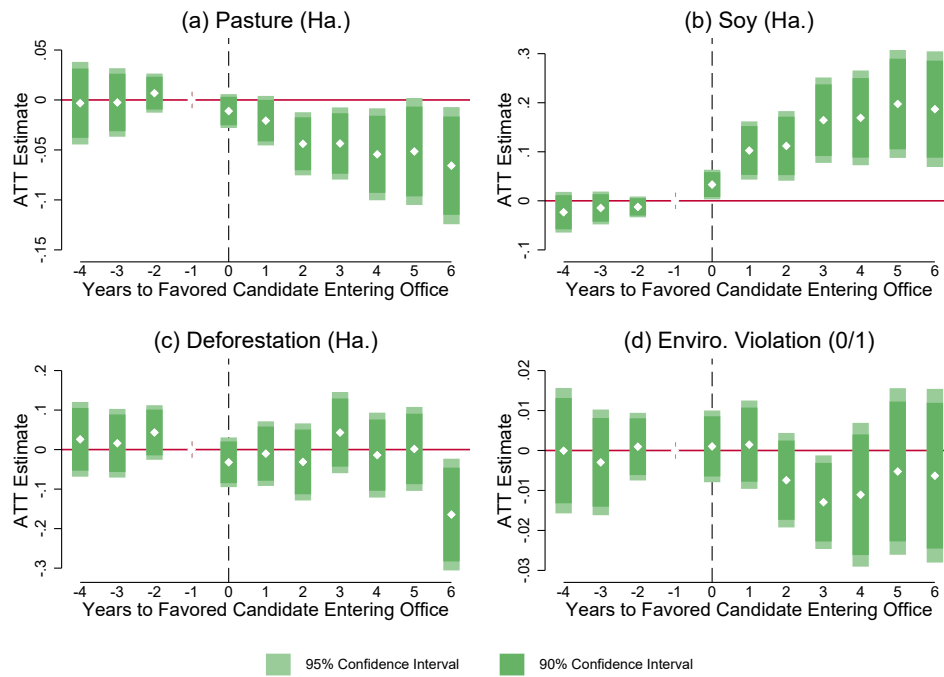 (a) Pasture (Ha.)
ATT Estimate
.05
0
-.05
-.1
-.15
-4 -3 -2 -1 0 1 2 3 4 5 6
Years to Favored Candidate Entering Office
(b) Soy (Ha.)
ATT Estimate
.3
.2
.1
0
-.1
-4 -3 -2 -1 0 1 2 3 4 5 6
Years to Favored Candidate Entering Office
(c) Deforestation (Ha.)
ATT Estimate
.2
.1
0
-.1
-.2
-.3
-4 -3 -2 -1 0 1 2 3 4 5 6
Years to Favored Candidate Entering Office
(d) Enviro. Violation (0/1)
ATT Estimate
.02
.01
0
-.01
-.02
-.03
-4 -3 -2 -1 0 1 2 3 4 5 6
Years to Favored Candidate Entering Office
95% Confidence Interval
90% Confidence Interval